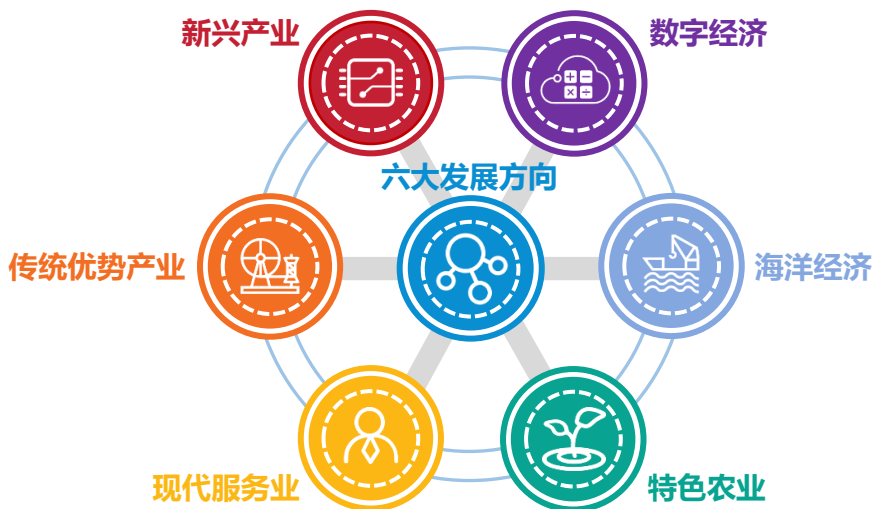 新兴产业
数字经济
六大发展方向
传统优势产业
海洋经济
现代服务业
特色农业